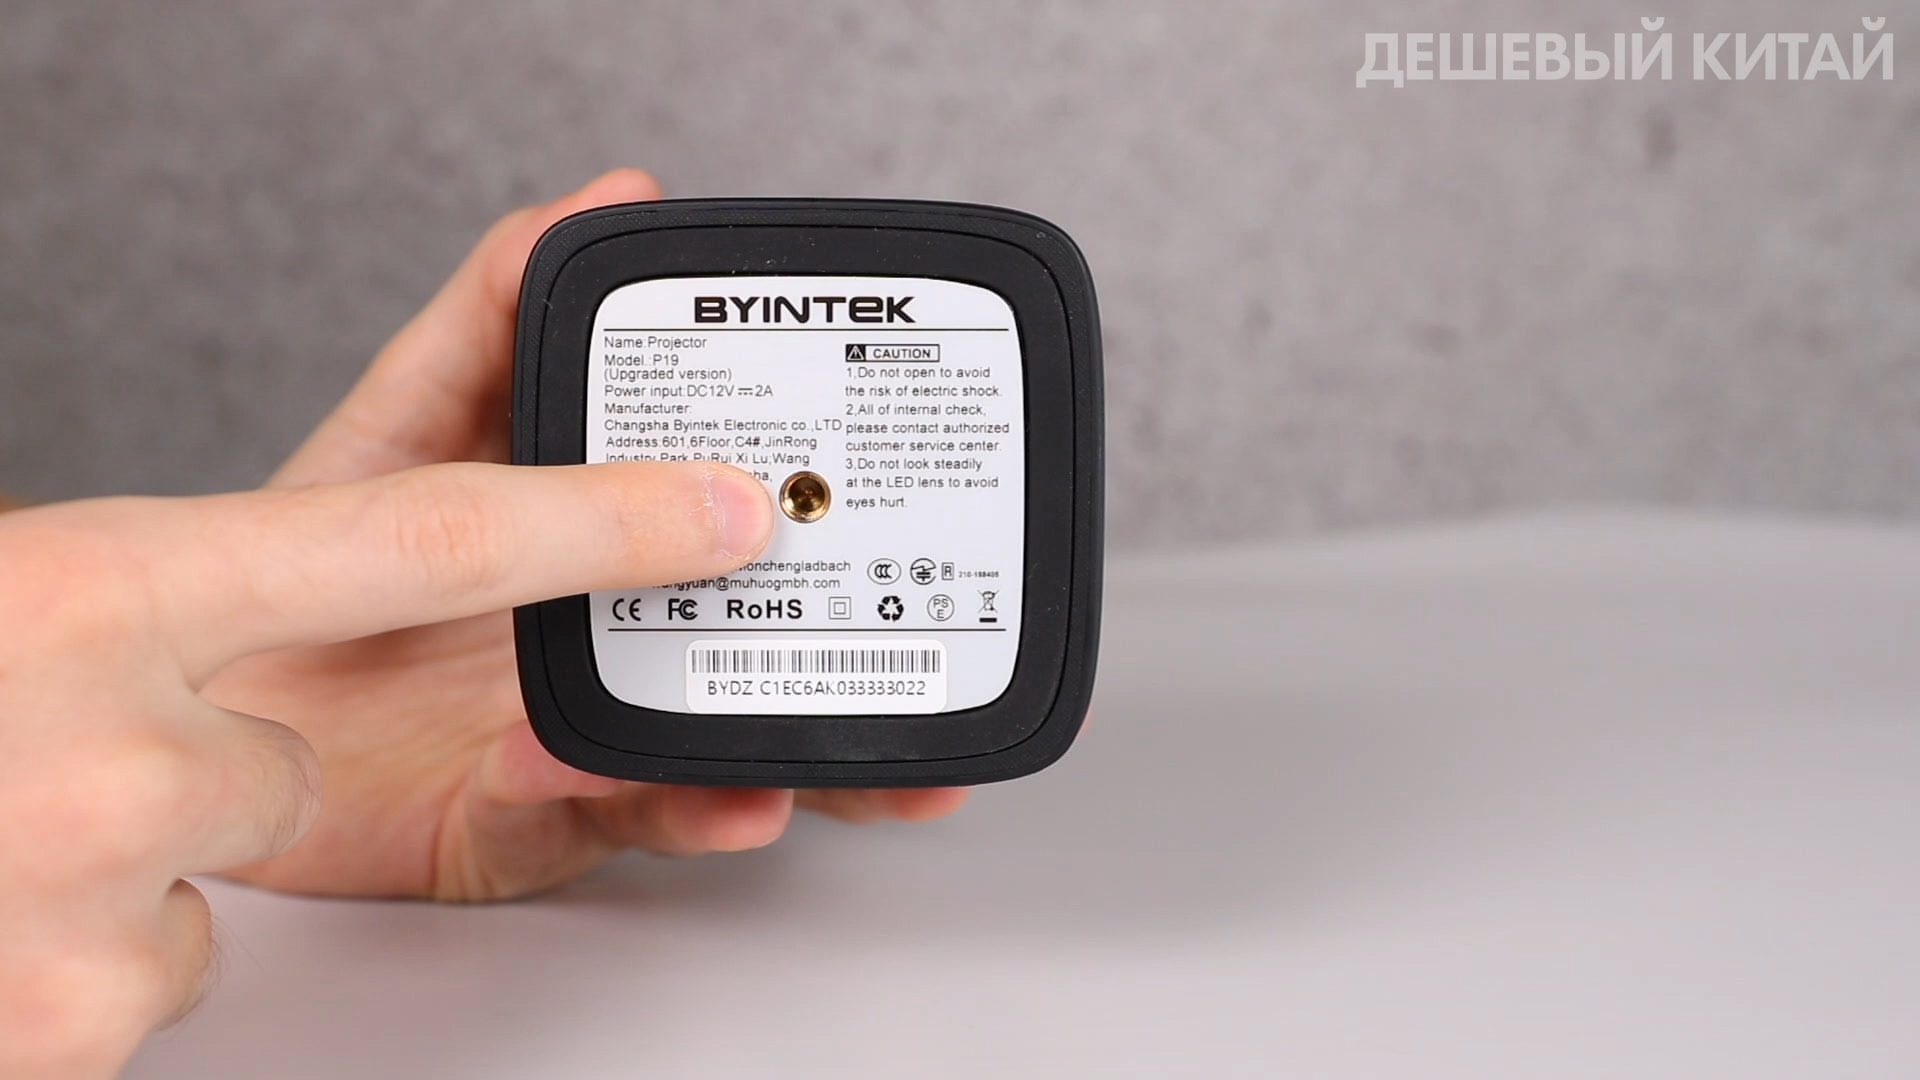 ДЕШЕВЫЙ КИТАЙ
BYINTEK
Name:Projector
Model.:P19
(Upgraded version)
Power input:DC12V⎓2A
Manufacturer:
Changsha Byintek Electronic co.,LTD
Address:601,6Floor,C4#,JinRong
Industry Park PuRui Xi Lu;Wang
CAUTION
1,Do not open to avoid
the risk of electric shock.
2,All of internal check,
please contact authorized
customer service center.
3,Do not look steadily
at the LED lens to avoid
eyes hurt.
R 210-188405
CE FC RoHS PS E
BYDZ C1EC6AK033333022